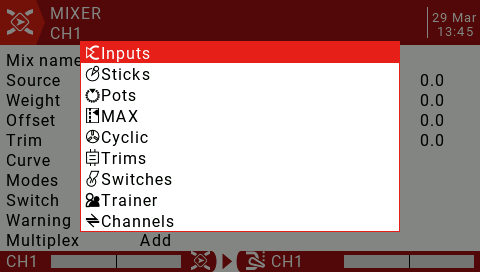 MIXER
CH1
29 Mar
13:45
Mix name
Inputs
Sticks
Source 0.0
Pots
Weight 0.0
MAX
Offset 0.0
Cyclic
Trim 0.0
Trims
Curve
Switches
Modes
Trainer
Switch
Channels
Warning
Multiplex Add
CH1 CH1